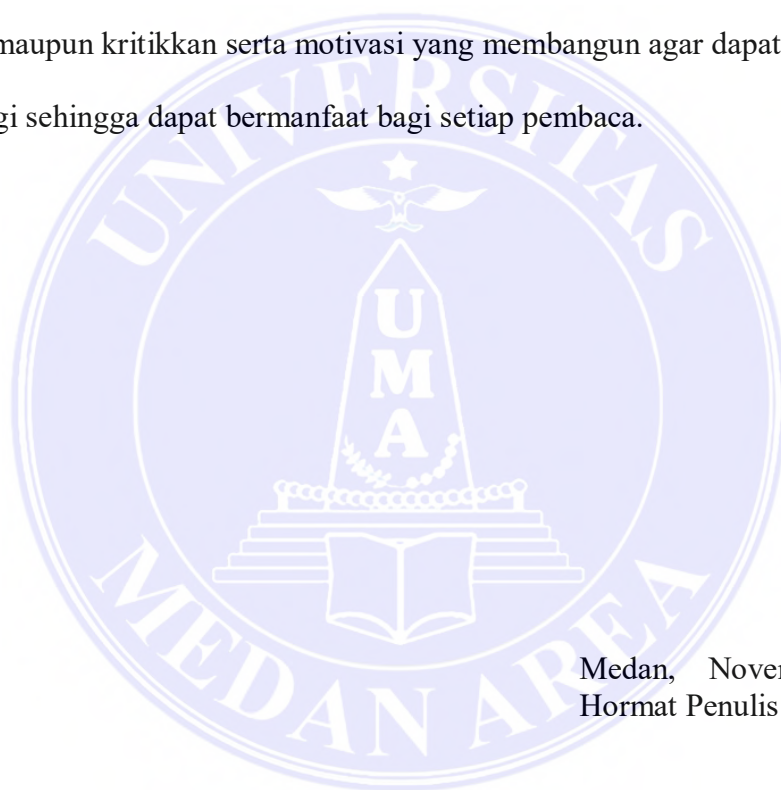 maupun kritikkan serta motivasi yang membangun agar dapat
gi sehingga dapat bermanfaat bagi setiap pembaca.
UNIVERSITAS
U
M
A
MEDAN AREA
Medan, Nover
Hormat Penulis